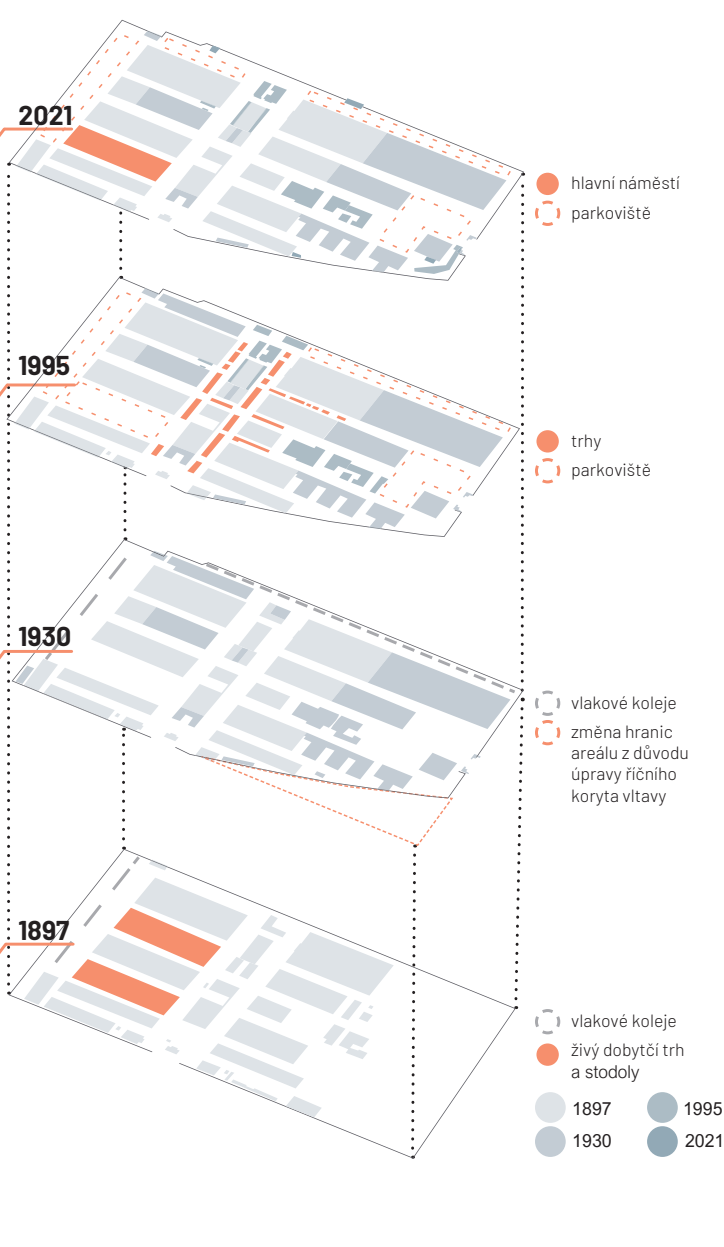 2021
hlavní náměstí
parkoviště
1995
trhy
parkoviště
1930
vlakové koleje
změna hranic
areálu z důvodu
úpravy říčního
koryta vltavy
1897
vlakové koleje
živý dobytčí trh
a stodoly
1897
1995
1930
2021